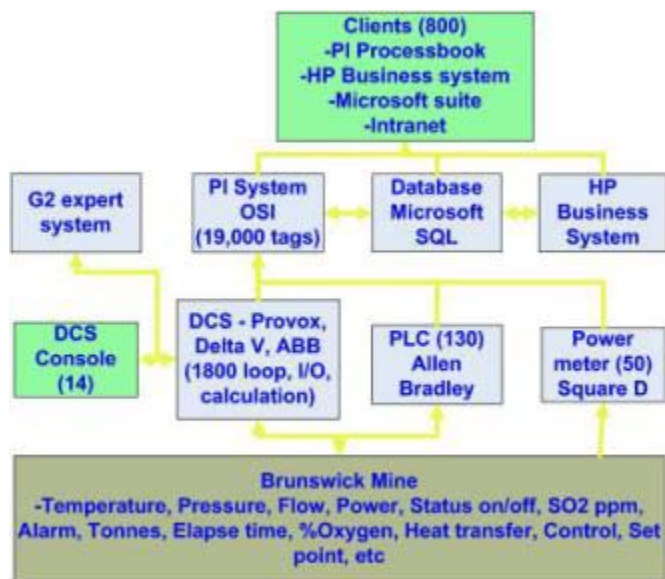 Clients (800)
-PI Processbook
-HP Business system
-Microsoft suite
-Intranet
G2 expert
system
PI System
OSI
(19,000 tags)
Database
Microsoft
SQL
HP
Business
System
DCS
Console
(14)
DCS - Provox,
Delta V, ABB
(1800 loop, I/O,
calculation)
PLC (130)
Allen
Bradley
Power
meter (50)
Square D
Brunswick Mine
-Temperature, Pressure, Flow, Power, Status on/off, SO2 ppm,
Alarm, Tonnes, Elapse time, %Oxygen, Heat transfer, Control, Set
point, etc